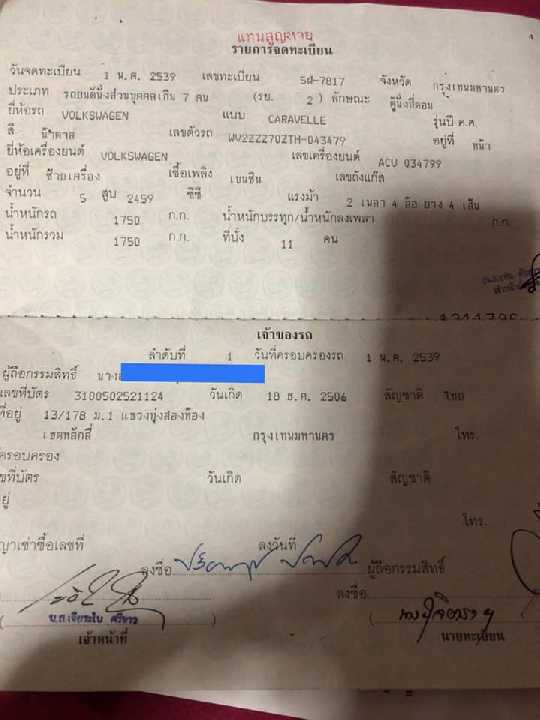 แทนสูญหาย
รายการจดทะเบียน
วันจดทะเบียน 1 พ.ค. 2539 เลขทะเบียน 5ฝ-7817 จังหวัด กรุงเทพมหานคร
ประเภท รถยนต์นั่งส่วนบุคคลเกิน 7 คน (รย. 2) ลักษณะ ตู้นั่งสี่ตอน
ยี่ห้อรถ VOLKSWAGEN แบบ CARAVELLE รุ่นปี ค.ศ.
สี น้ำตาล เลขตัวรถ WV2ZZZ70ZTH-043479 อยู่ที่ หน้า
ยี่ห้อเครื่องยนต์ VOLKSWAGEN เลขเครื่องยนต์ ACU 034799
อยู่ที่ ซ้ายเครื่อง เชื้อเพลิง เบนซิน เลขถังแก๊ส
จำนวน 5 สูบ 2459 ซีซี แรงม้า 2 เพลา 4 ล้อ ยาง 4 เส้น
น้ำหนักรถ 1750 ก.ก. น้ำหนักบรรทุก/น้ำหนักลงเพลา ก.ก.
น้ำหนักรวม 1750 ก.ก. ที่นั่ง 11 คน
เจ้าของรถ
ลำดับที่ 1 วันที่ครอบครองรถ 1 พ.ค. 2539
ผู้ถือกรรมสิทธิ์
เลขที่บัตร 3100502521124 วันเกิด 18 ธ.ค. 2506 สัญชาติ ไทย
ที่อยู่ 13/178 ม.1 แขวงทุ่งสองห้อง
เขตหลักสี่ กรุงเทพมหานคร โทร.
ครอบครอง
ขที่บัตร วันเกิด สัญชาติ
อยู่
โทร.
ญาเช่าซื้อเลขที่ ลงวันที่ ผู้ถือกรรมสิทธิ์
ลงชื่อ
ลงชื่อ
เจ้าหน้าที่ นายทะเบียน